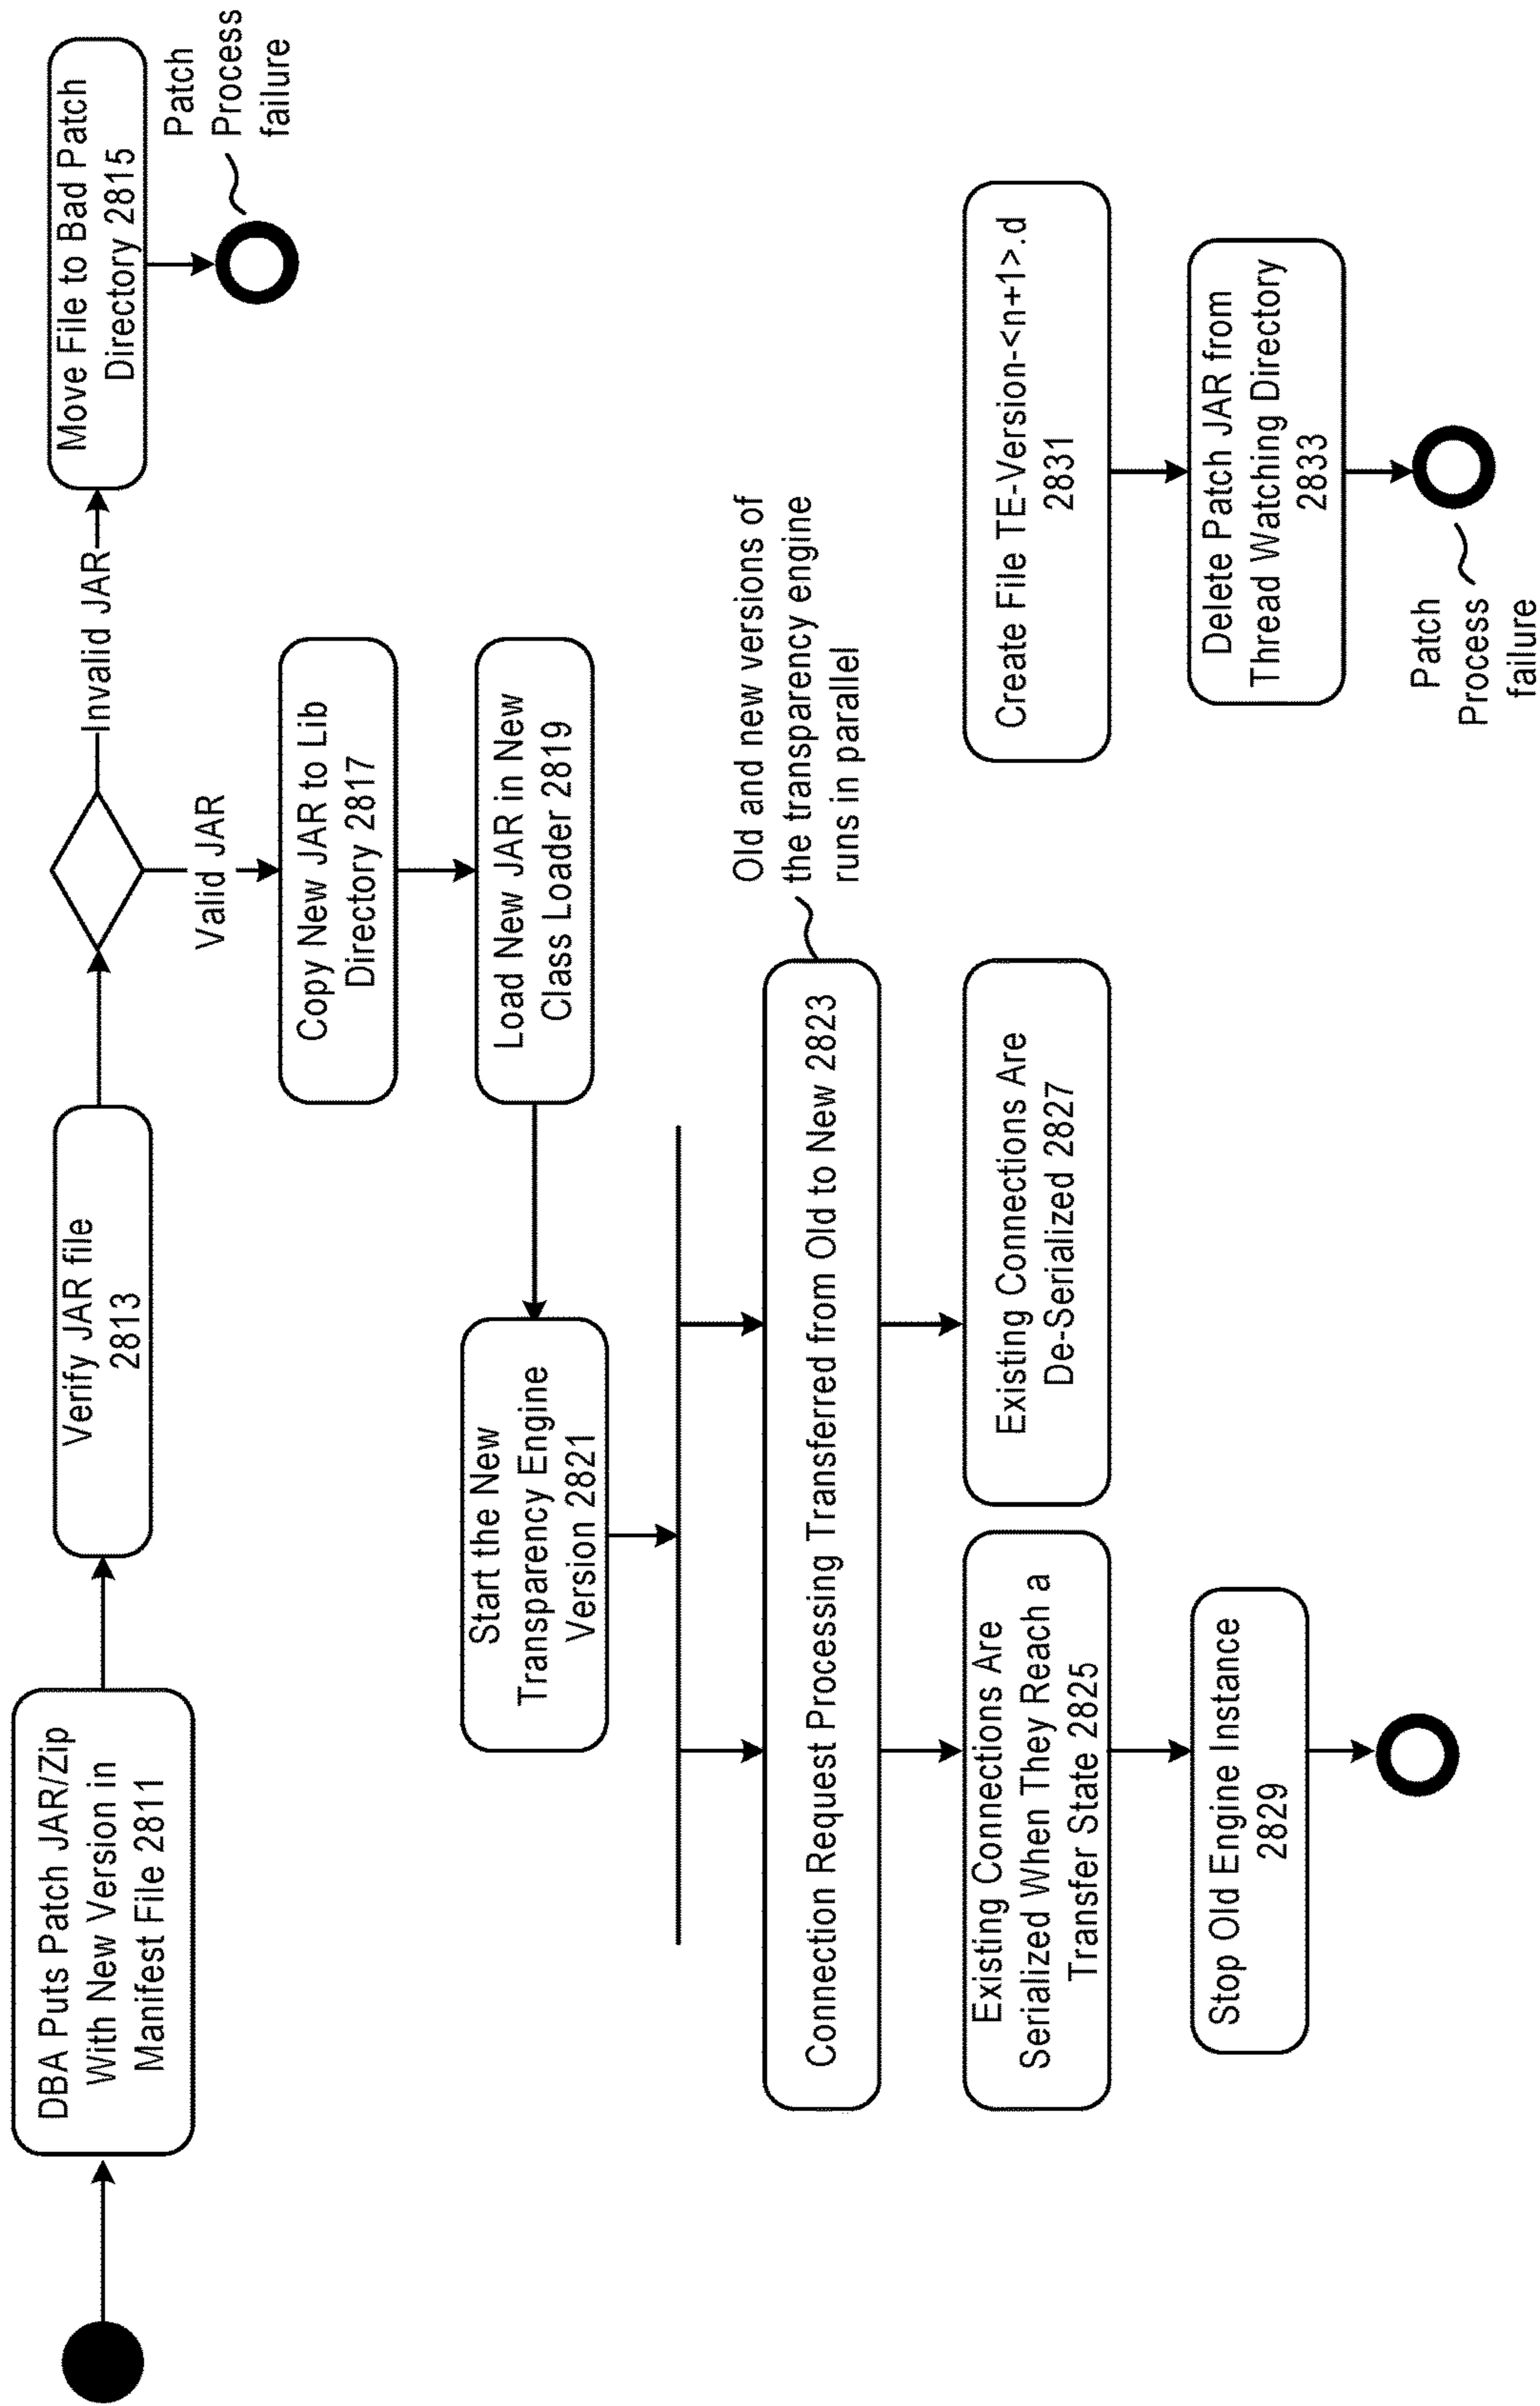 DBA Puts Patch JAR/Zip
With New Version in
Manifest File 2811
Verify JAR file
2813
Invalid JAR
Move File to Bad Patch
Directory 2815
Patch
Process
failure
Valid JAR
Copy New JAR to Lib
Directory 2817
Load New JAR in New
Class Loader 2819
Start the New
Transparency Engine
Version 2821
Old and new versions of
the transparency engine
runs in parallel
Connection Request Processing Transferred from Old to New 2823
Existing Connections Are
Serialized When They Reach a
Transfer State 2825
Existing Connections Are
De-Serialized 2827
Create File TE-Version-<n+1>.d
2831
Stop Old Engine Instance
2829
Delete Patch JAR from
Thread Watching Directory
2833
Patch
Process
failure